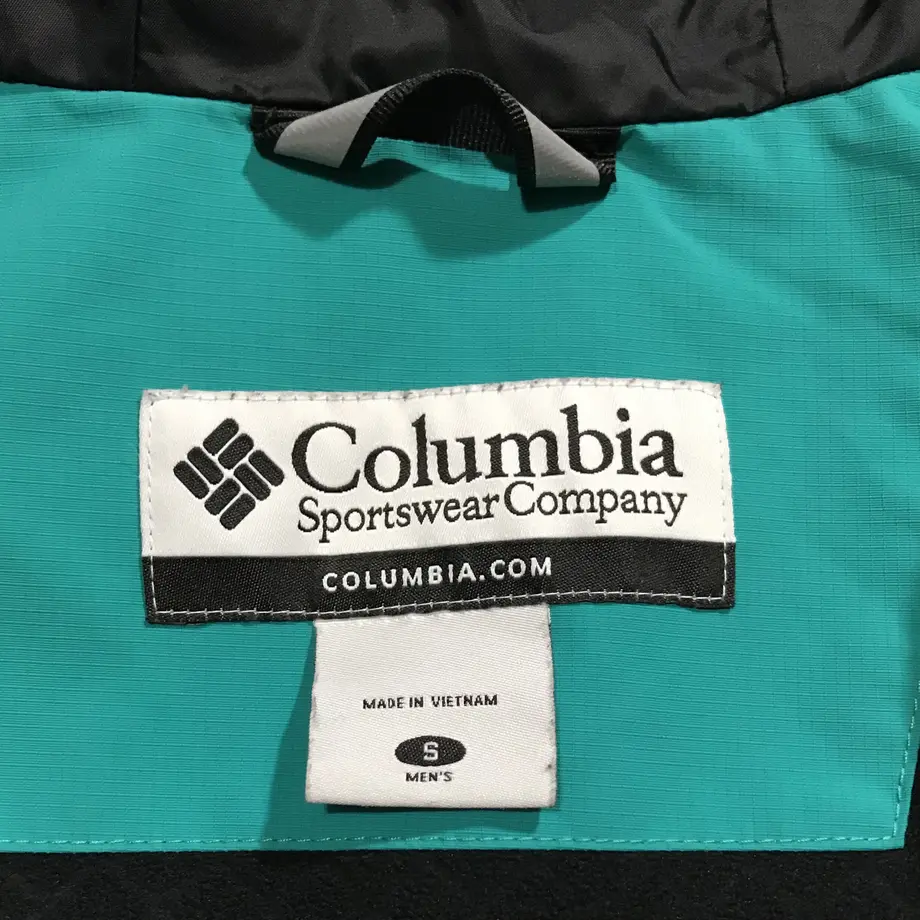 Columbia
Sportswear Company
COLUMBIA.COM
MADE IN VIETNAM
S
MEN'S